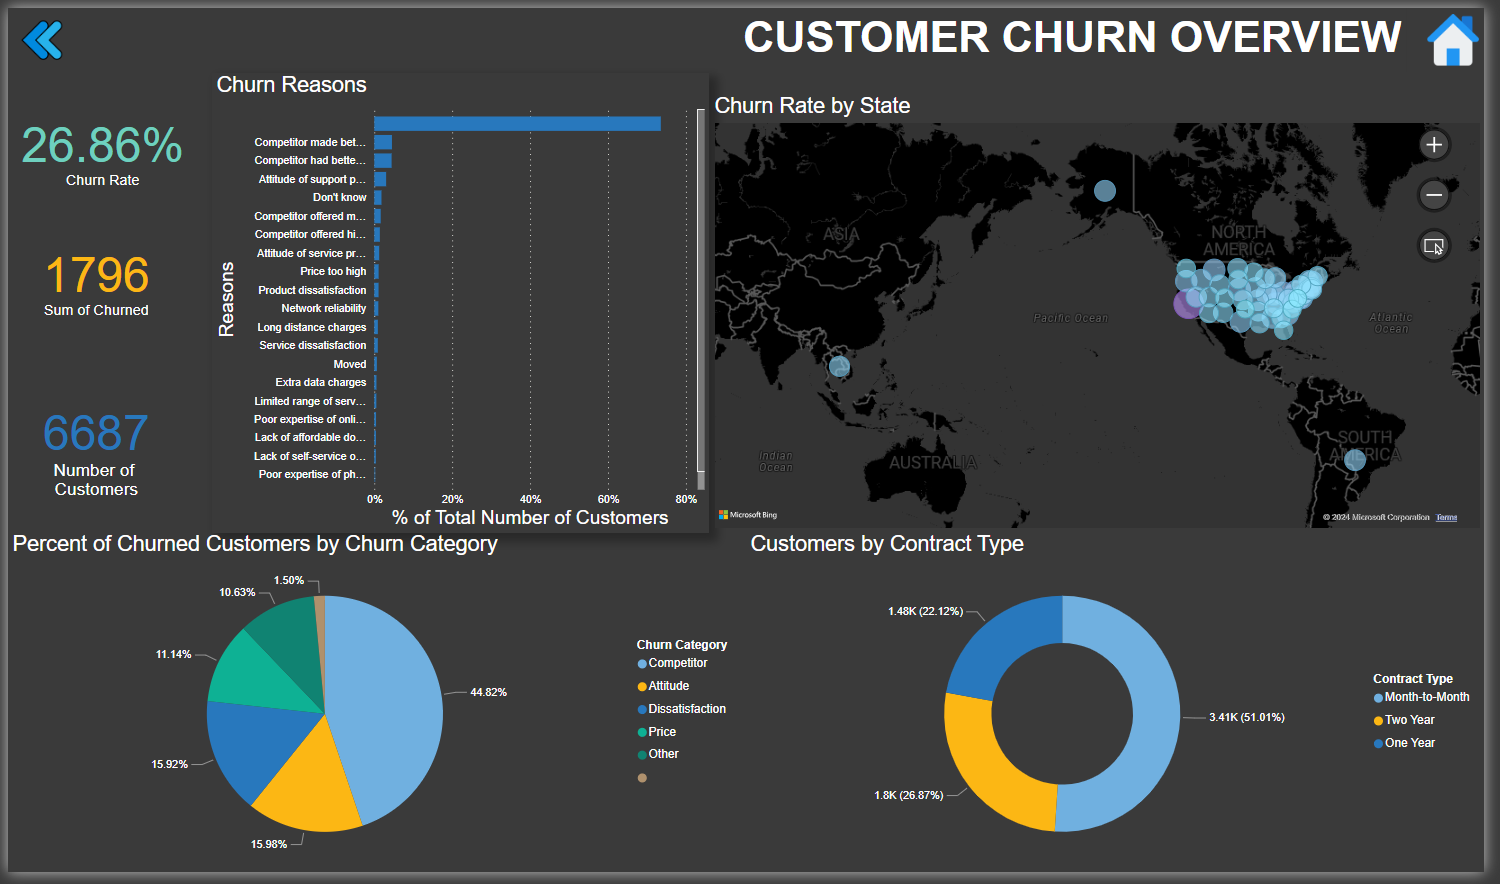 CUSTOMER CHURN OVERVIEW
26.86%
Churn Rate
1796
Sum of Churned
6687
Number of
Customers
Churn Reasons
Reasons
Competitor made bet...
Competitor had bette...
Attitude of support p...
Don't know
Competitor offered m...
Competitor offered hi...
Attitude of service pr...
Price too high
Product dissatisfaction
Network reliability
Long distance charges
Service dissatisfaction
Moved
Extra data charges
Limited range of serv...
Poor expertise of onli...
Lack of affordable do...
Lack of self-service o...
Poor expertise of ph...
0% 20% 40% 60% 80%
% of Total Number of Customers
Churn Rate by State
ASIA
NORTH
AMERICA
Pacific Ocean
Atlantic
Ocean
Indian
Ocean
AUSTRALIA
SOUTH
AMERICA
Microsoft Bing
© 2024 Microsoft Corporation Terms
Percent of Churned Customers by Churn Category
1.50%
10.63%
11.14%
15.92%
15.98%
44.82%
Churn Category
Competitor
Attitude
Dissatisfaction
Price
Other
Customers by Contract Type
1.48K (22.12%)
1.8K (26.87%)
3.41K (51.01%)
Contract Type
Month-to-Month
Two Year
One Year